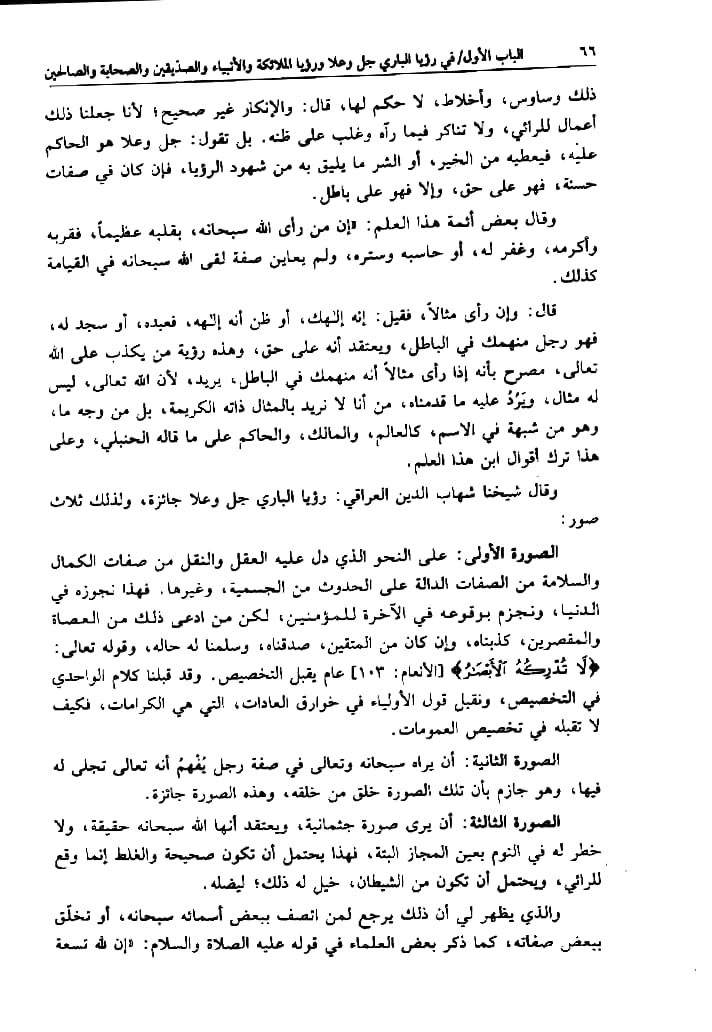 ٦٦
الباب الأول/ في رؤيا الباري جل وعلا ورؤيا الملائكة والأنبياء والصديقين والصحابة والصالحين
ذلك وساوس، وأخلاط، لا حكم لها، قال: والإنكار غير صحيح؛ لأنا جعلنا ذلك
أعمال للرائي، ولا تناكر فيما رآه وغلب على ظنه. بل تقول: جل وعلا هو الحاكم
عليه، فيعطيه من الخير، أو الشر ما يليق به من شهود الرؤيا، فإن كان في صفات
حسنة، فهو على حق، وإلا فهو على باطل.
وقال بعض أئمة هذا العلم: «إن من رأى الله سبحانه، بقلبه عظيماً، فقربه
وأكرمه، وغفر له، أو حاسبه وستره، ولم يعاين صفة لقى الله سبحانه في القيامة
كذلك.
قال: وإن رأى مثالاً، فقيل: إنه إلٰهك، أو ظن أنه إلٰهه، فعبده، أو سجد له،
فهو رجل منهمك في الباطل، ويعتقد أنه على حق، وهذه رؤية من يكذب على الله
تعالى، مصرح بأنه إذا رأى مثالاً أنه منهمك في الباطل، يريد، لأن الله تعالى، ليس
له مثال، ويَرُدُ عليه ما قدمناه، من أنا لا نريد بالمثال ذاته الكريمة، بل من وجه ما،
وهو من شبهة في الاسم، كالعالم، والمالك، والحاكم على ما قاله الحنبلي، وعلى
هذا ترك أقوال ابن هذا العلم.
وقال شيخنا شهاب الدين العراقي: رؤيا الباري جل وعلا جائزة، ولذلك ثلاث
صور:
الصورة الأولى: على النحو الذي دل عليه العقل والنقل من صفات الكمال
والسلامة من الصفات الدالة على الحدوث من الجسمية، وغيرها. فهذا نجوزه في
الدنيا، ونجزم بوقوعه في الآخرة للمؤمنين، لكن من ادعى ذلك من العصاة
والمقصرين، كذبناه، وإن كان من المتقين، صدقناه، وسلمنا له حاله، وقوله تعالى:
﴿لَا تُدْرِكُهُ الْأَبْصَٰرُ﴾ [الأنعام: ١٠٣] عام يقبل التخصيص. وقد قبلنا كلام الواحدي
في التخصيص، ونقبل قول الأولياء في خوارق العادات، التي هي الكرامات، فكيف
لا تقبله في تخصيص العمومات.
الصورة الثانية: أن يراه سبحانه وتعالى في صفة رجل يُفْهمُ أنه تعالى تجلى له
فيها، وهو جازم بأن تلك الصورة خلق من خلقه، وهذه الصورة جائزة.
الصورة الثالثة: أن يرى صورة جثمانية، ويعتقد أنها الله سبحانه حقيقة، ولا
خطر له في النوم بعين المجاز البتة، فهذا يحتمل أن تكون صحيحة والغلط إنما وقع
للرائي، ويحتمل أن تكون من الشيطان، خيل له ذلك؛ ليضله.
والذي يظهر لي أن ذلك يرجع لمن اتصف ببعض أسمائه سبحانه، أو تخلّق
ببعض صفاته، كما ذكر بعض العلماء في قوله عليه الصلاة والسلام: «إن لله تسعة